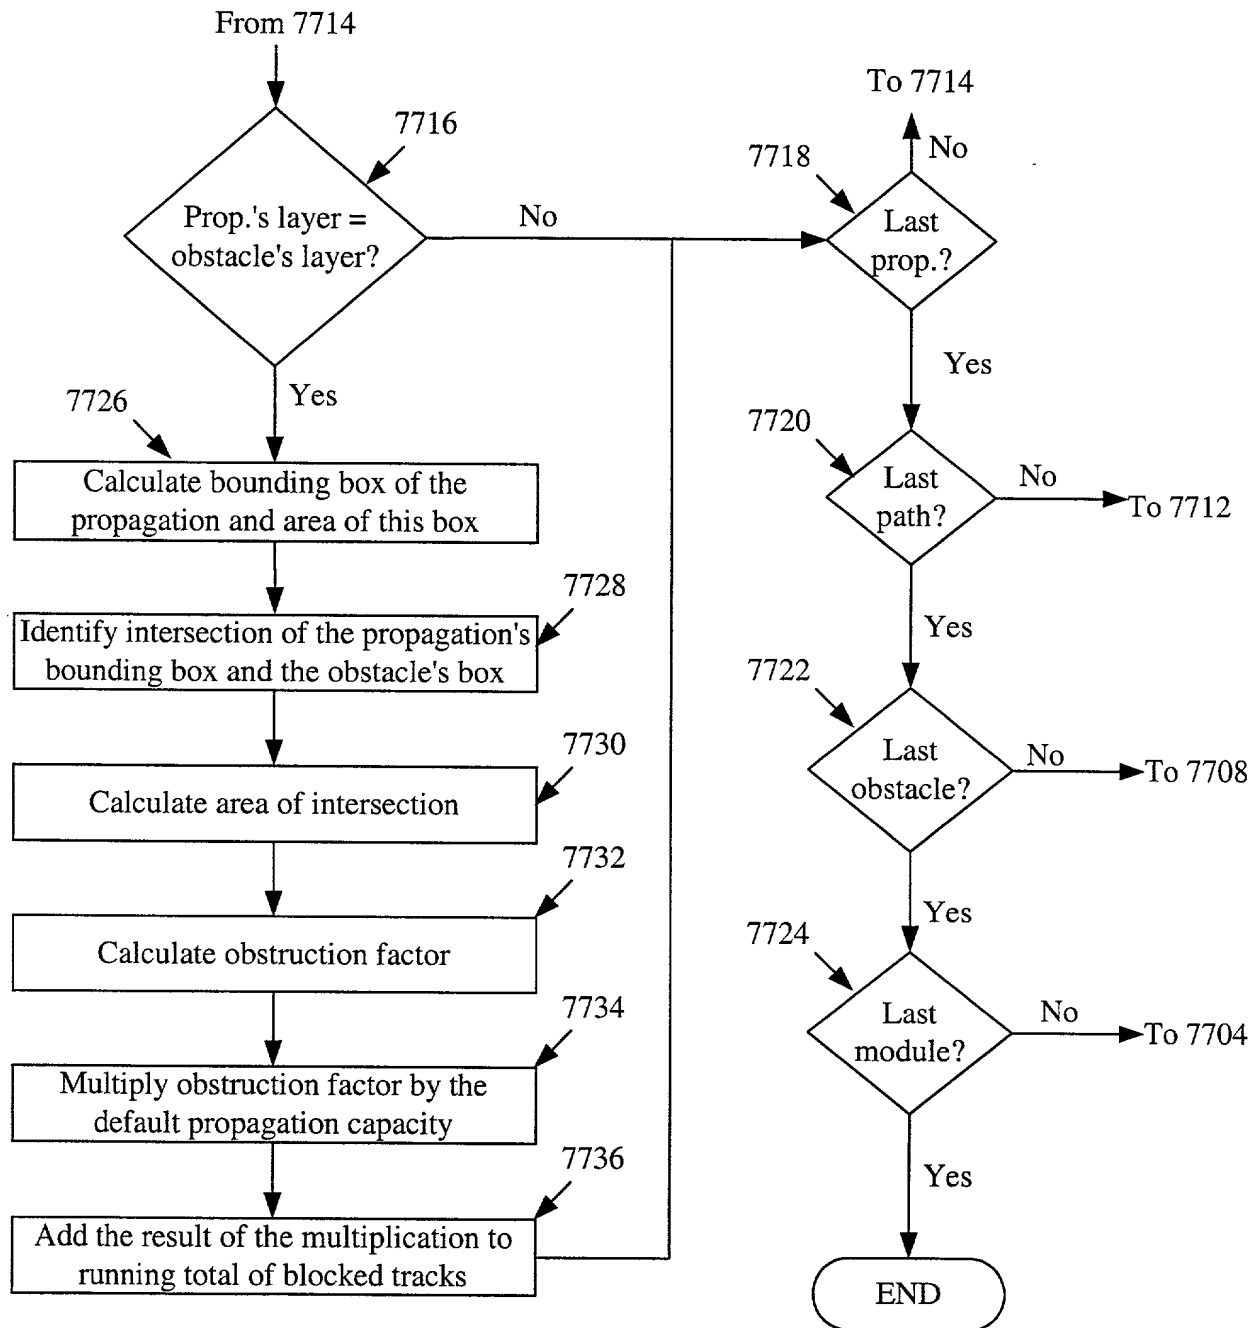 From 7714
7716
Prop.'s layer =
obstacle's layer?
No
Yes
7726
Calculate bounding box of the
propagation and area of this box
7728
Identify intersection of the propagation's
bounding box and the obstacle's box
7730
Calculate area of intersection
7732
Calculate obstruction factor
7734
Multiply obstruction factor by the
default propagation capacity
7736
Add the result of the multiplication to
running total of blocked tracks
To 7714
No
7718
Last
prop.?
Yes
7720
Last
path?
No
To 7712
Yes
7722
Last
obstacle?
No
To 7708
Yes
7724
Last
module?
No
To 7704
Yes
END